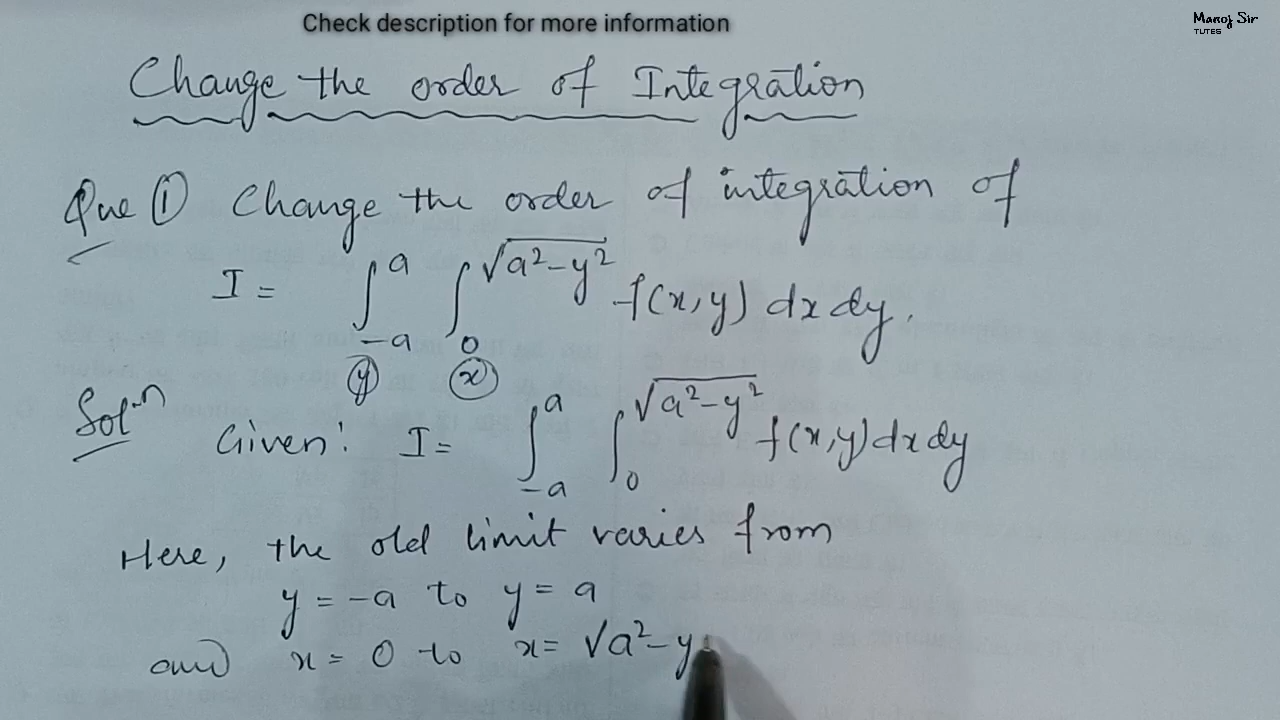 Check description for more information
Manoj Sir
TUTES
Change the order of Integration
Que ① Change the order of integration of
I = ∫_{-a}^{a} ∫_{0}^{√(a²-y²)} f(x,y) dx dy.
(y) (x)
Solⁿ Given: I = ∫_{-a}^{a} ∫_{0}^{√(a²-y²)} f(x,y) dx dy
Here, the old limit varies from
y = -a to y = a
and x = 0 to x = √a²-y